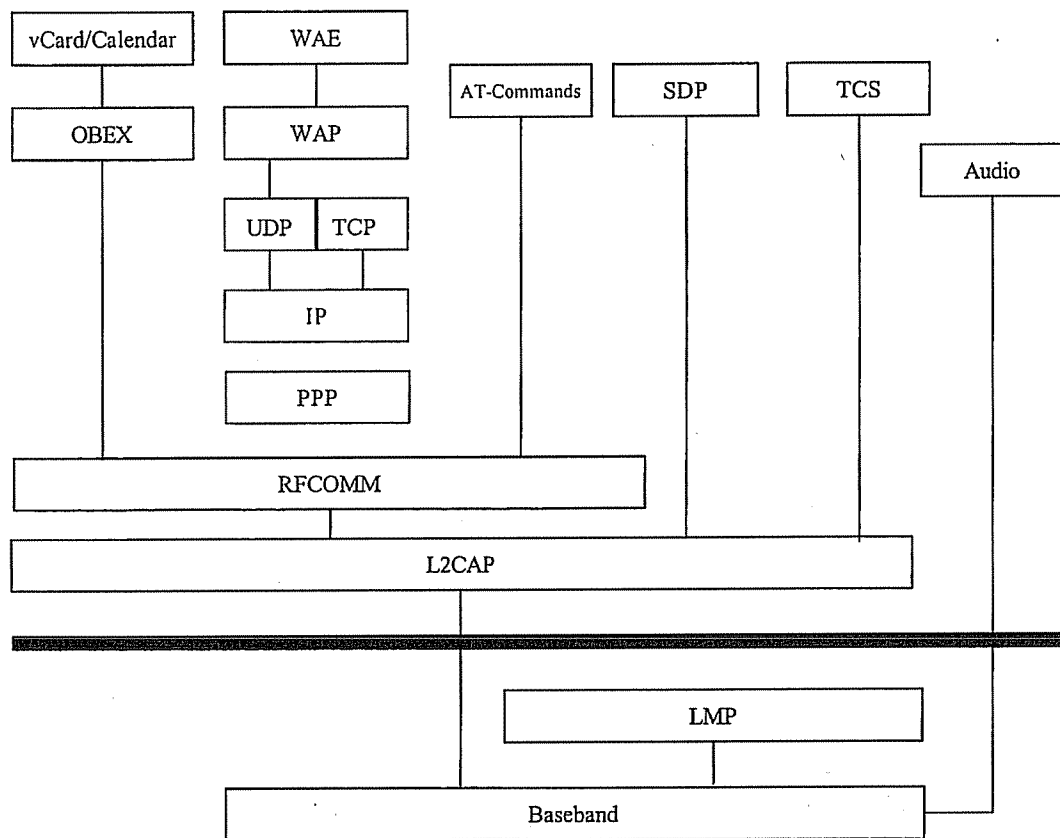 vCard/Calendar
WAE
AT-Commands
SDP
TCS
OBEX
WAP
Audio
UDP
TCP
IP
PPP
RFCOMM
L2CAP
LMP
Baseband